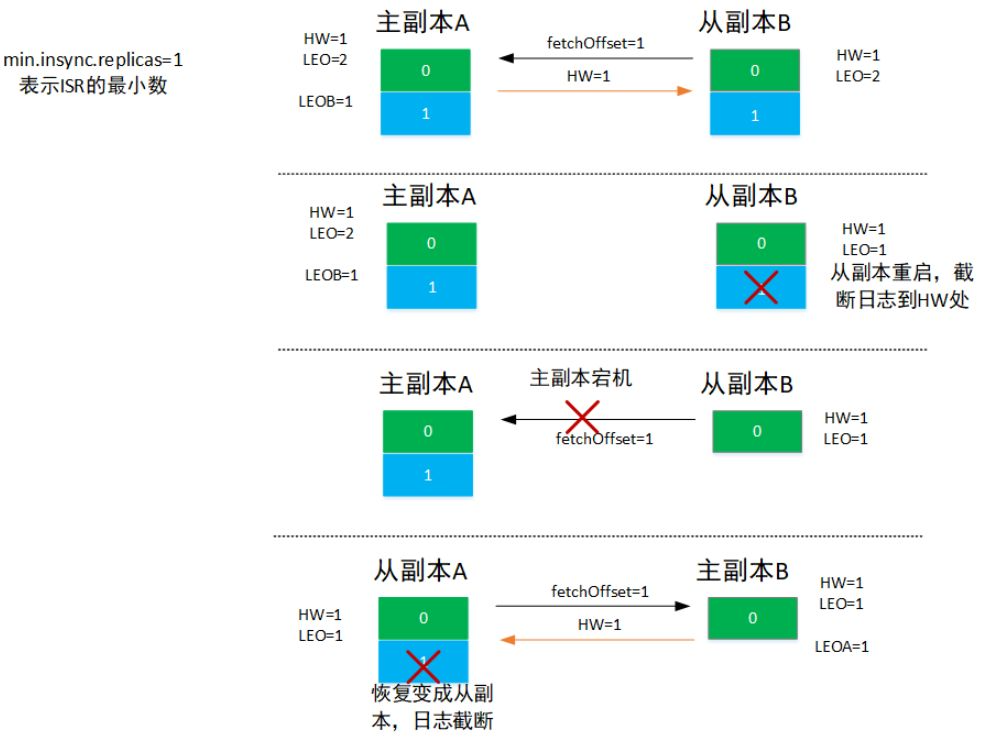 主副本A
从副本B
HW=1
LEO=2
fetchOffset=1
HW=1
LEO=2
min.insync.replicas=1
表示ISR的最小数
0
0
HW=1
LEOB=1
1
1
主副本A
从副本B
HW=1
LEO=2
HW=1
LEO=1
0
0
LEOB=1
1
从副本重启，截
断日志到HW处
主副本A
主副本宕机
从副本B
0
fetchOffset=1
0
HW=1
LEO=1
1
从副本A
主副本B
HW=1
LEO=1
fetchOffset=1
HW=1
LEO=1
0
HW=1
0
LEOA=1
恢复变成从副
本，日志截断